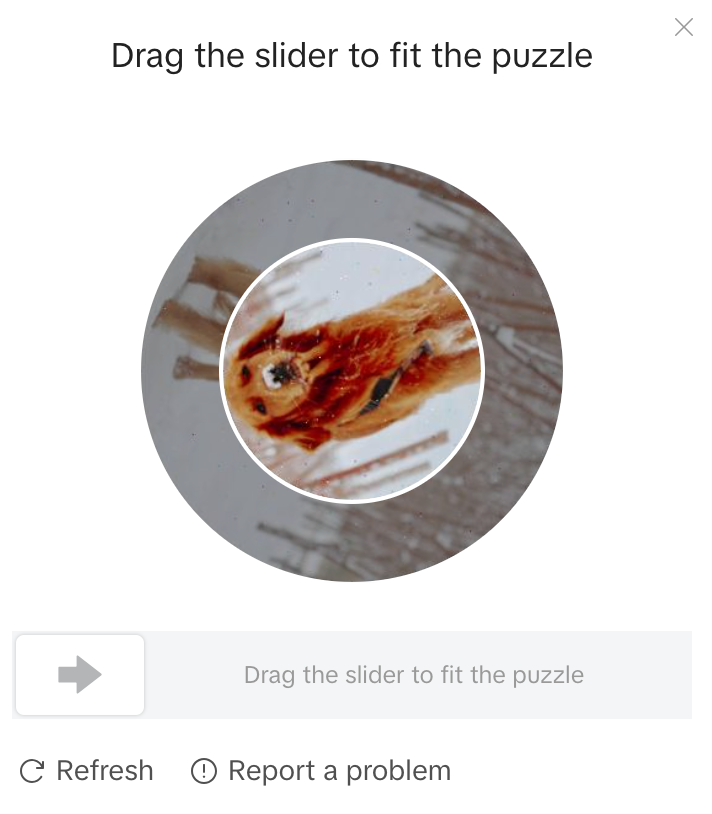 Drag the slider to fit the puzzle
Drag the slider to fit the puzzle
Refresh
Report a problem